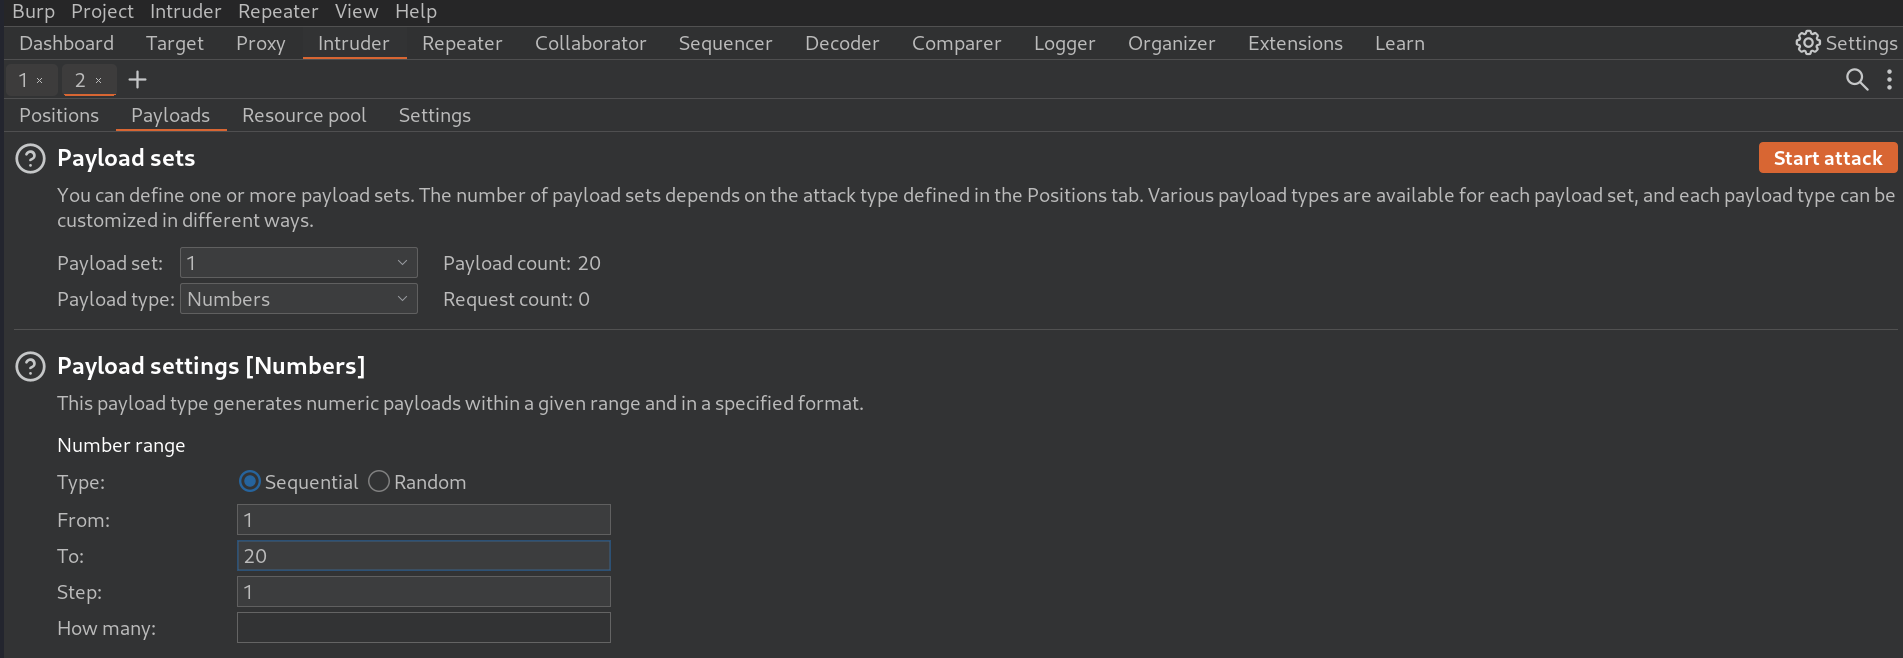 Burp Project Intruder Repeater View Help
Dashboard Target Proxy Intruder Repeater Collaborator Sequencer Decoder Comparer Logger Organizer Extensions Learn Settings
1 × 2 × +
Positions Payloads Resource pool Settings
? Payload sets Start attack
You can define one or more payload sets. The number of payload sets depends on the attack type defined in the Positions tab. Various payload types are available for each payload set, and each payload type can be
customized in different ways.
Payload set: 1 Payload count: 20
Payload type: Numbers Request count: 0
? Payload settings [Numbers]
This payload type generates numeric payloads within a given range and in a specified format.
Number range
Type: Sequential Random
From: 1
To: 20
Step: 1
How many: